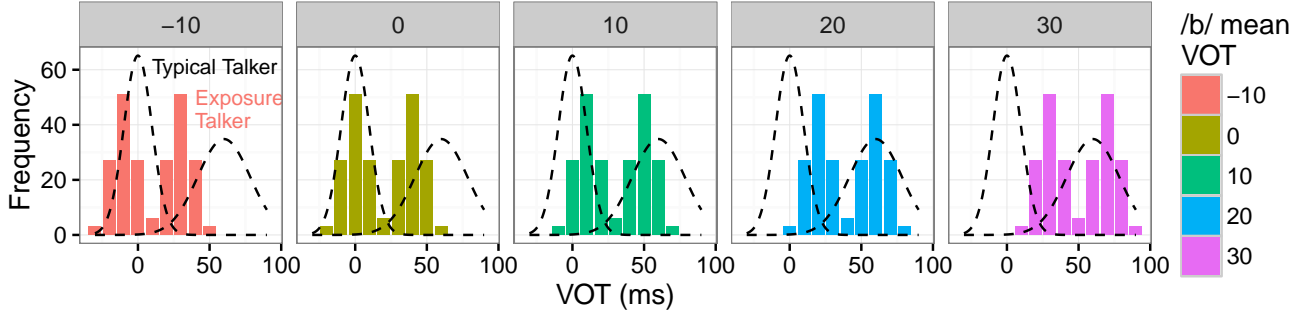 −10 0 10 20 30
/b/ mean
VOT
Typical Talker
Exposure
Talker
Frequency
60
40
20
0
0 50 100 0 50 100 0 50 100 0 50 100 0 50 100
VOT (ms)
−10
0
10
20
30